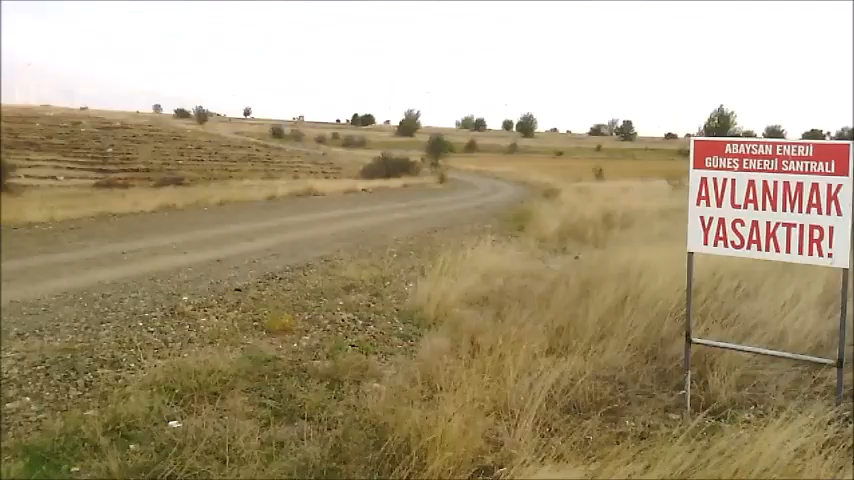 ABAYSAN ENERJİ
GÜNEŞ ENERJİ SANTRALİ
AVLANMAK
YASAKTIR!